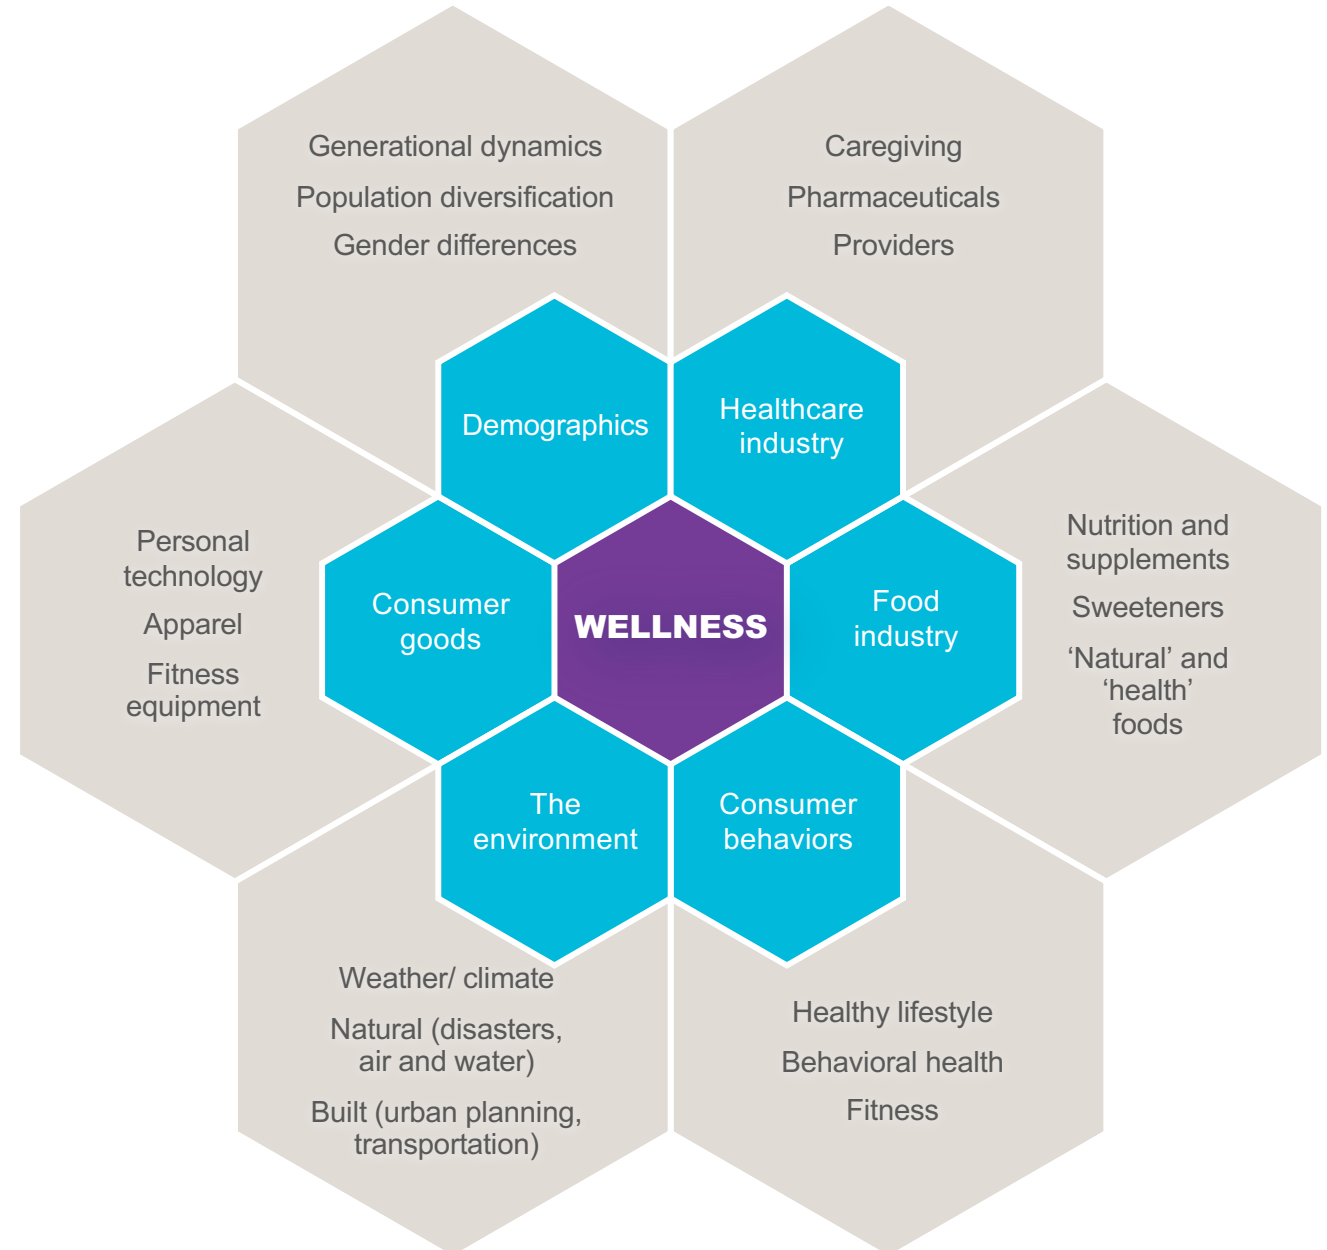 Generational dynamics
Population diversification
Gender differences
Caregiving
Pharmaceuticals
Providers
Demographics
Healthcare
industry
Personal
technology
Apparel
Fitness
equipment
Consumer
goods
WELLNESS
Food
industry
Nutrition and
supplements
Sweeteners
‘Natural’ and
‘health’
foods
The
environment
Consumer
behaviors
Weather/ climate
Natural (disasters,
air and water)
Built (urban planning,
transportation)
Healthy lifestyle
Behavioral health
Fitness